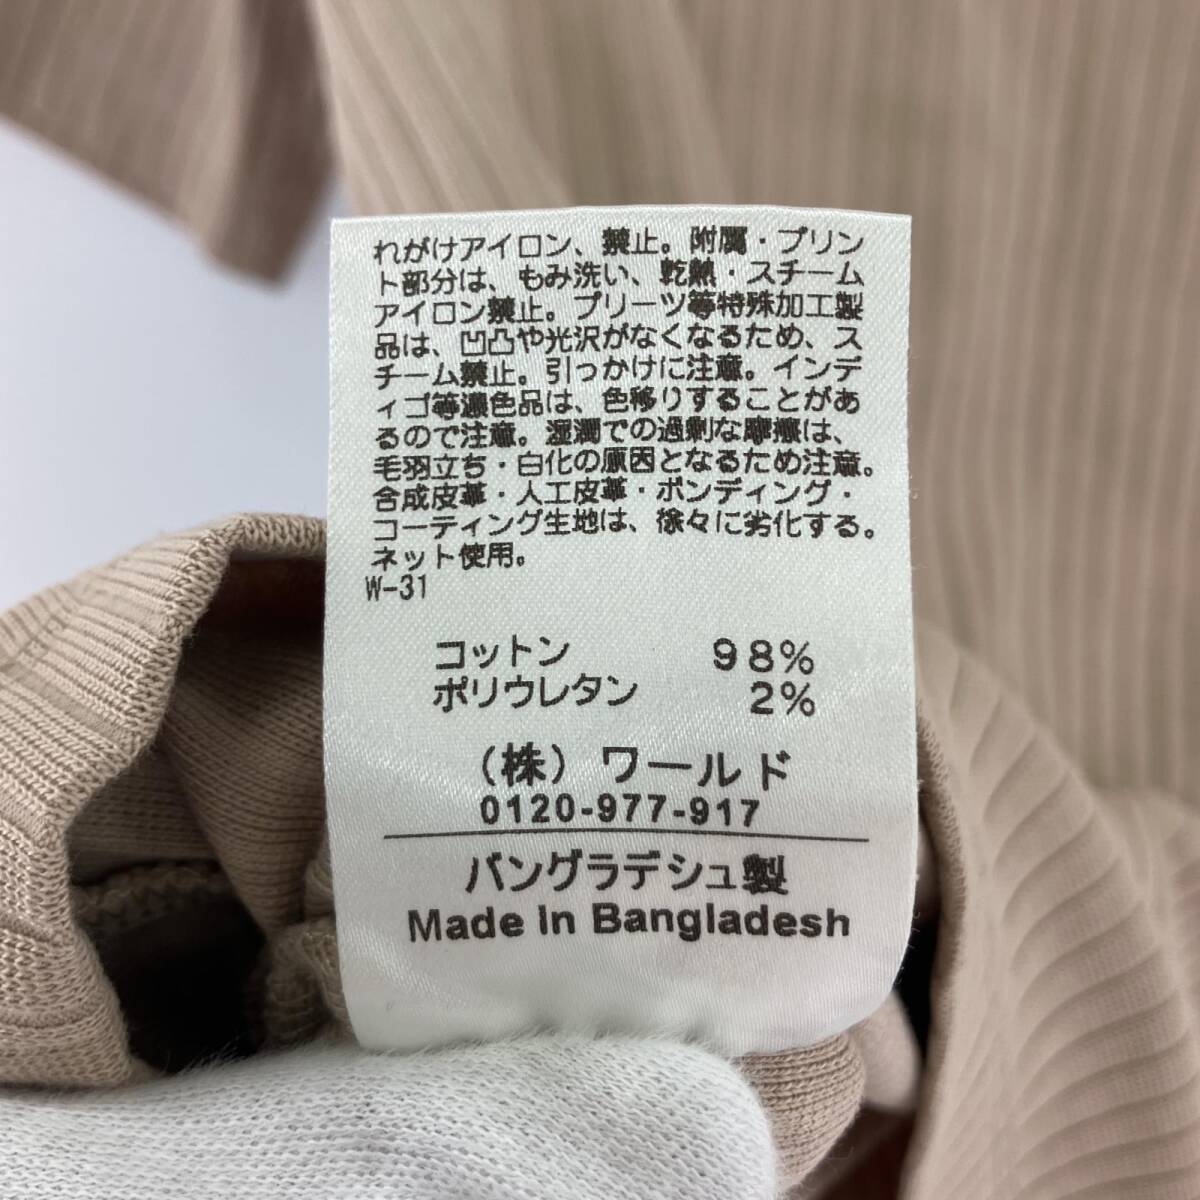 れがけアイロン、禁止。附属・プリン
ト部分は、もみ洗い、乾熱・スチーム
アイロン禁止。プリーツ等特殊加工製
品は、凹凸や光沢がなくなるため、ス
チーム禁止。引っかけに注意。インデ
ィゴ等濃色品は、色移りすることがあ
るので注意。湿潤での過剰な摩擦は、
毛羽立ち・白化の原因となるため注意。
合成皮革・人工皮革・ボンディング・
コーティング生地は、徐々に劣化する。
ネット使用。
W-31
コットン 98%
ポリウレタン 2%
(株) ワールド
0120-977-917
バングラデシュ製
Made In Bangladesh